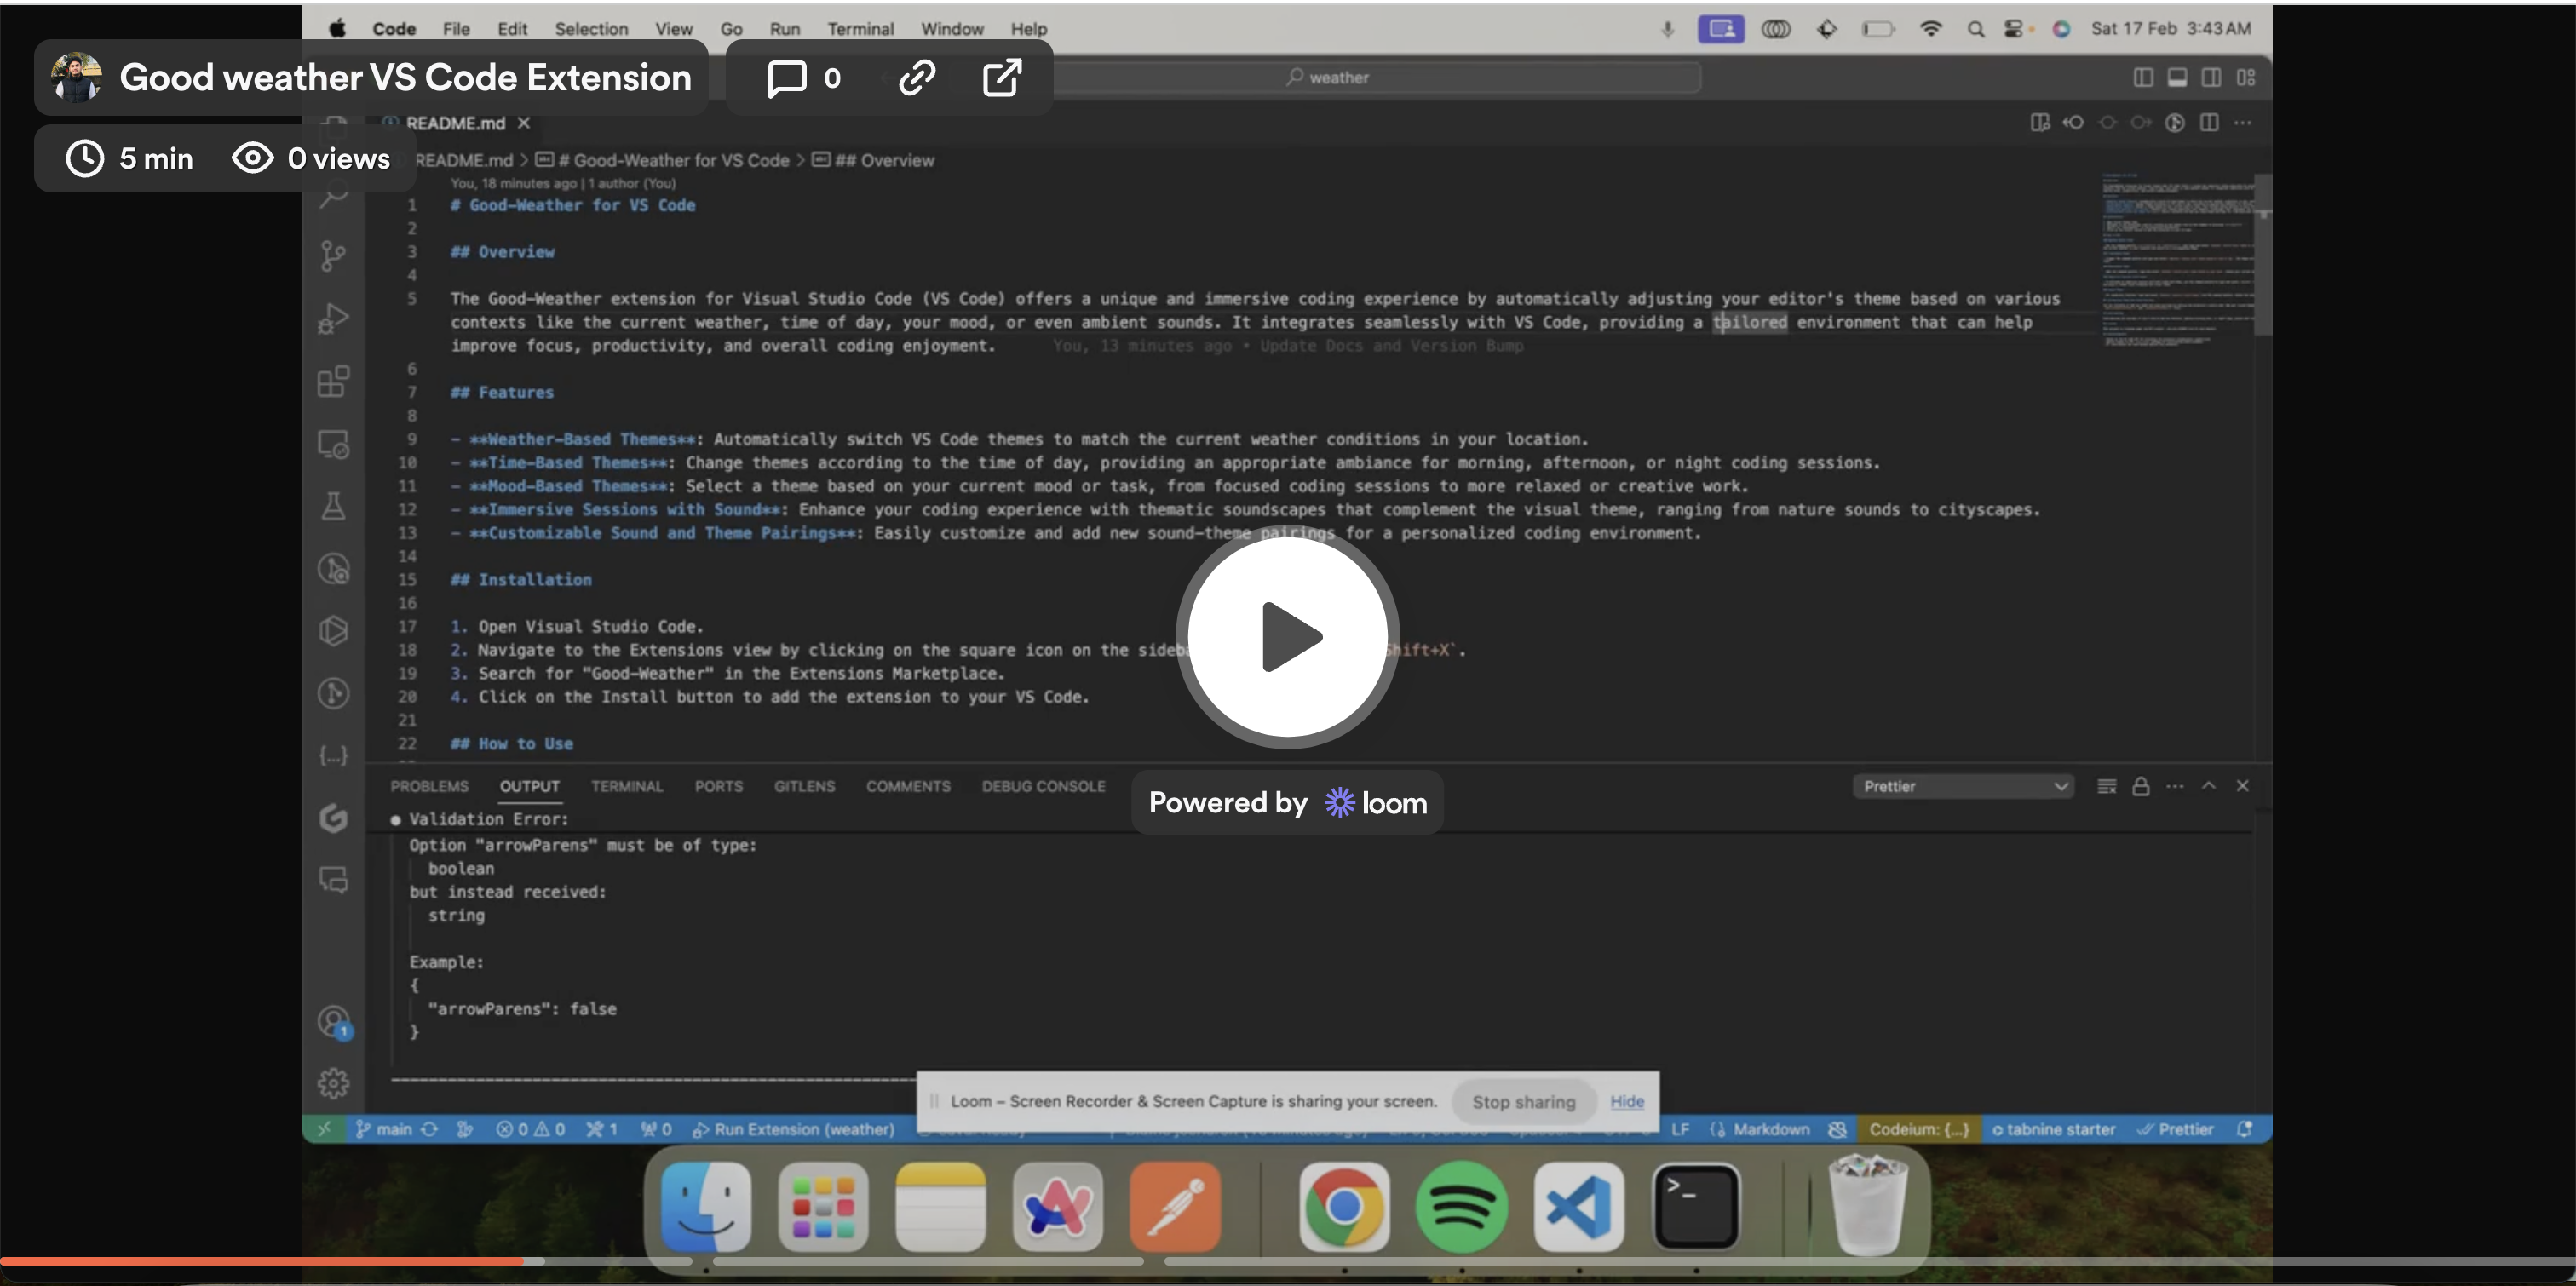 Code File Edit Selection View Go Run Terminal Window Help
Sat 17 Feb 3:43 AM
Good weather VS Code Extension
0
weather
5 min 0 views
README.md
README.md > # Good-Weather for VS Code > ## Overview
You, 18 minutes ago | 1 author (You)
1 # Good-Weather for VS Code
2
3 ## Overview
4
5 The Good-Weather extension for Visual Studio Code (VS Code) offers a unique and immersive coding experience by automatically adjusting your editor's theme based on various
contexts like the current weather, time of day, your mood, or even ambient sounds. It integrates seamlessly with VS Code, providing a tailored environment that can help
improve focus, productivity, and overall coding enjoyment. You, 13 minutes ago • Update Docs and Version Bump
6
7 ## Features
8
9 - **Weather-Based Themes**: Automatically switch VS Code themes to match the current weather conditions in your location.
10 - **Time-Based Themes**: Change themes according to the time of day, providing an appropriate ambiance for morning, afternoon, or night coding sessions.
11 - **Mood-Based Themes**: Select a theme based on your current mood or task, from focused coding sessions to more relaxed or creative work.
12 - **Immersive Sessions with Sound**: Enhance your coding experience with thematic soundscapes that complement the visual theme, ranging from nature sounds to cityscapes.
13 - **Customizable Sound and Theme Pairings**: Easily customize and add new sound-theme pairings for a personalized coding environment.
14
15 ## Installation
16
17 1. Open Visual Studio Code.
18 2. Navigate to the Extensions view by clicking on the square icon on the Shift+X`.
19 3. Search for "Good-Weather" in the Extensions Marketplace.
20 4. Click on the Install button to add the extension to your VS Code.
21
22 ## How to Use
PROBLEMS OUTPUT TERMINAL PORTS GITLENS COMMENTS DEBUG CONSOLE
Prettier
Powered by loom
● Validation Error:
Option "arrowParens" must be of type:
boolean
but instead received:
string
Example:
{
"arrowParens": false
}
1
Loom – Screen Recorder & Screen Capture is sharing your screen. Stop sharing Hide
main 0 0 1 0 Run Extension (weather)
LF Markdown Codeium: {...} tabnine starter Prettier